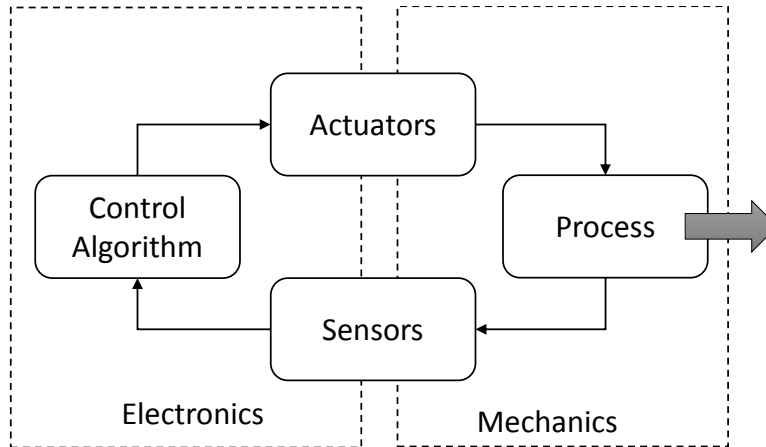 Actuators
Control
Algorithm
Process
Sensors
Electronics
Mechanics